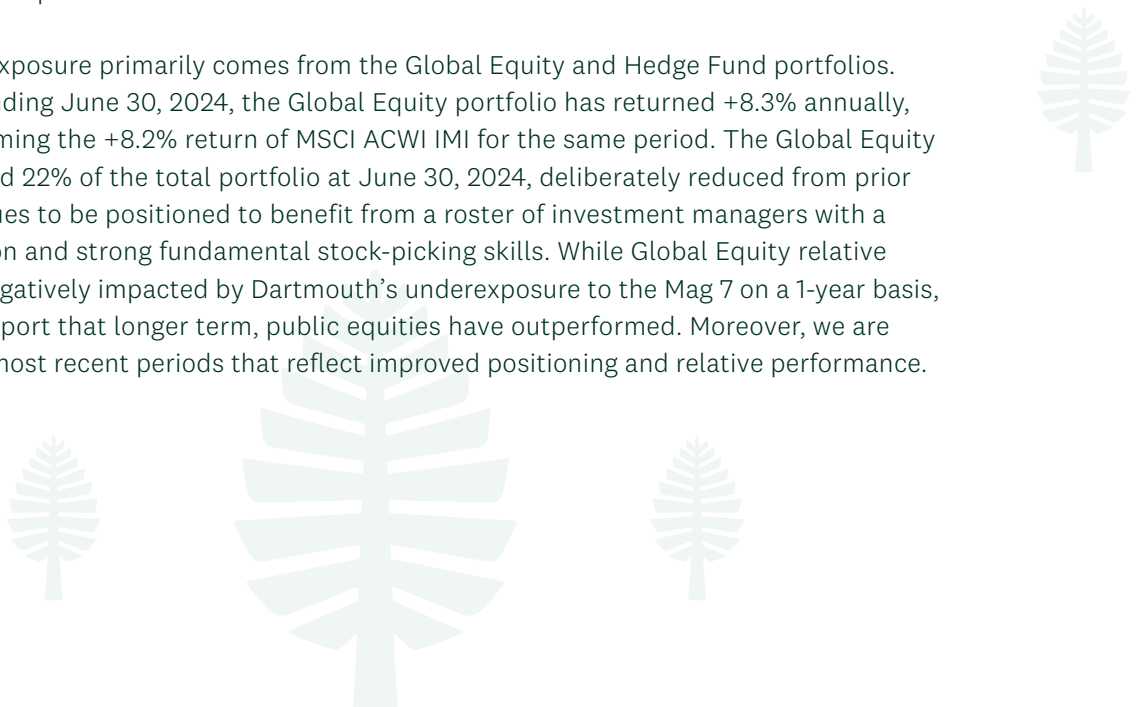 xposure primarily comes from the Global Equity and Hedge Fund portfolios.
nding June 30, 2024, the Global Equity portfolio has returned +8.3% annually,
ming the +8.2% return of MSCI ACWI IMI for the same period. The Global Equity
d 22% of the total portfolio at June 30, 2024, deliberately reduced from prior
ues to be positioned to benefit from a roster of investment managers with a
on and strong fundamental stock-picking skills. While Global Equity relative
gatively impacted by Dartmouth’s underexposure to the Mag 7 on a 1-year basis,
port that longer term, public equities have outperformed. Moreover, we are
most recent periods that reflect improved positioning and relative performance.